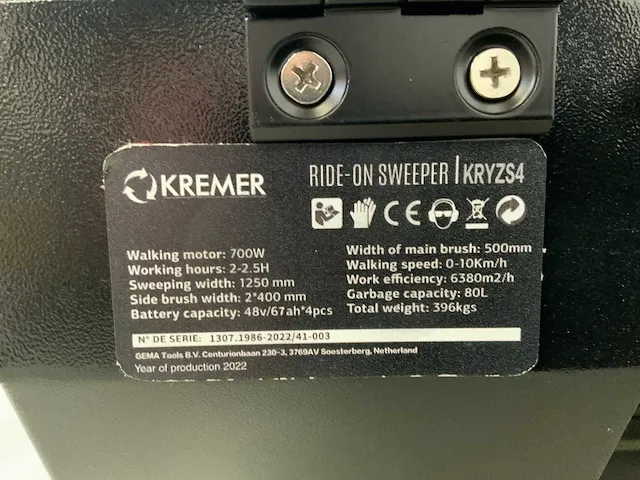 KREMER
RIDE-ON SWEEPER | KRYZS4
CE
Walking motor: 700W
Working hours: 2-2.5H
Sweeping width: 1250 mm
Side brush width: 2*400 mm
Battery capacity: 48v/67ah*4pcs
Width of main brush: 500mm
Walking speed: 0-10Km/h
Work efficiency: 6380m2/h
Garbage capacity: 80L
Total weight: 396kgs
N° DE SERIE: 1307.1986-2022/41-003
GEMA Tools B.V. Centurionbaan 230-3, 3769AV Soesterberg, Netherland
Year of production 2022